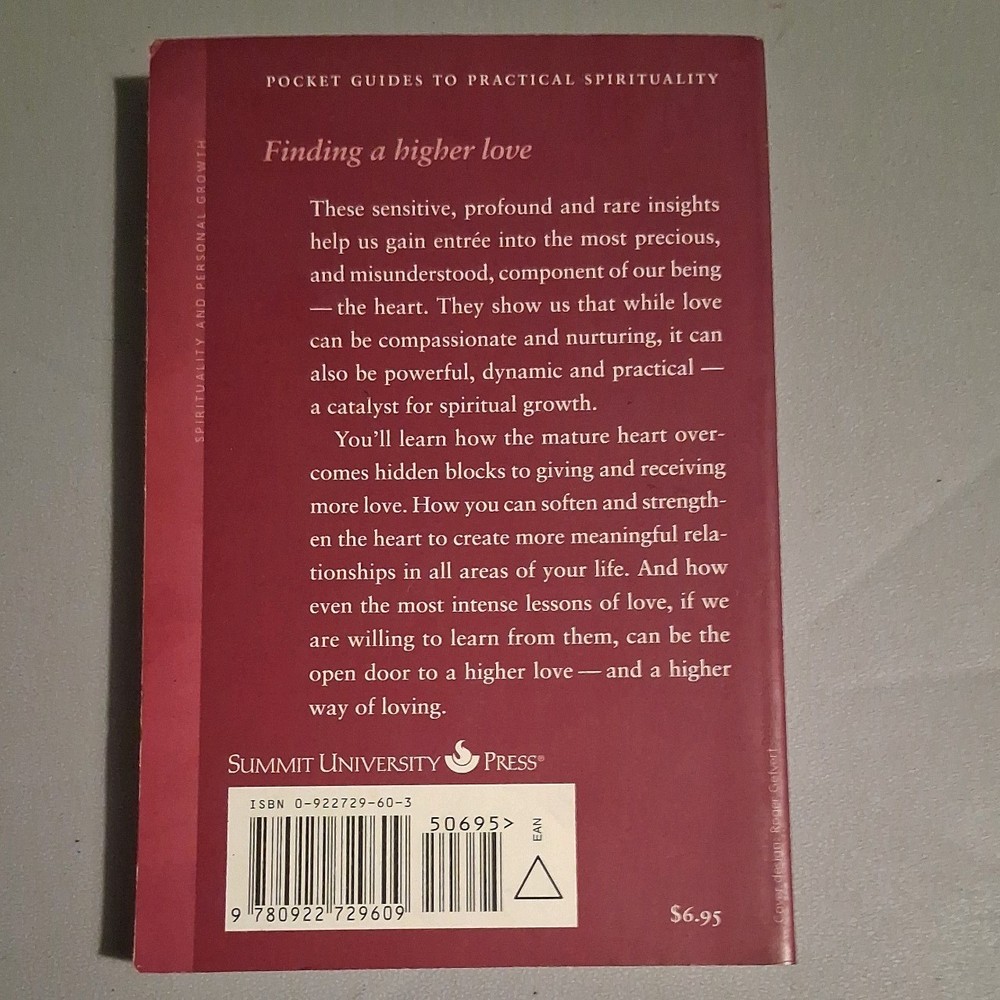 POCKET GUIDES TO PRACTICAL SPIRITUALITY
SPIRITUALITY AND PERSONAL GROWTH
Finding a higher love
These sensitive, profound and rare insights
help us gain entrée into the most precious,
and misunderstood, component of our being
— the heart. They show us that while love
can be compassionate and nurturing, it can
also be powerful, dynamic and practical —
a catalyst for spiritual growth.
You'll learn how the mature heart over-
comes hidden blocks to giving and receiving
more love. How you can soften and strength-
en the heart to create more meaningful rela-
tionships in all areas of your life. And how
even the most intense lessons of love, if we
are willing to learn from them, can be the
open door to a higher love — and a higher
way of loving.
SUMMIT UNIVERSITY PRESS®
ISBN 0-922729-60-3
50695>
EAN
9 780922 729609
$6.95
Cover design: Roger Gefvert